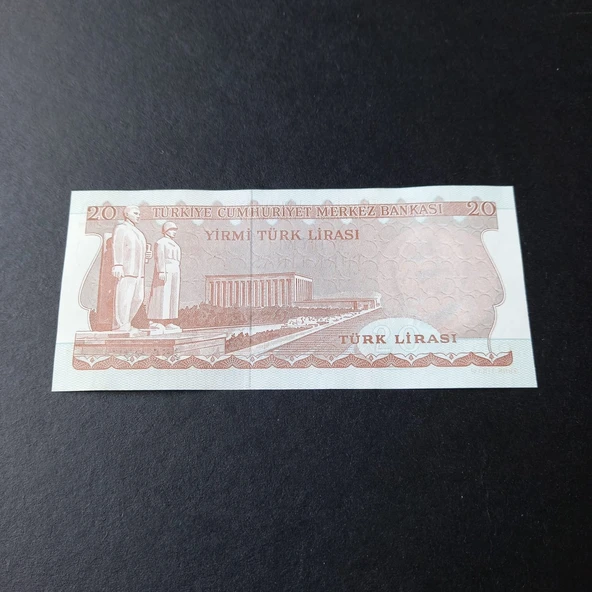 20 TÜRKİYE CUMHURİYET MERKEZ BANKASI 20
YİRMİ TÜRK LİRASI
TÜRK LİRASI